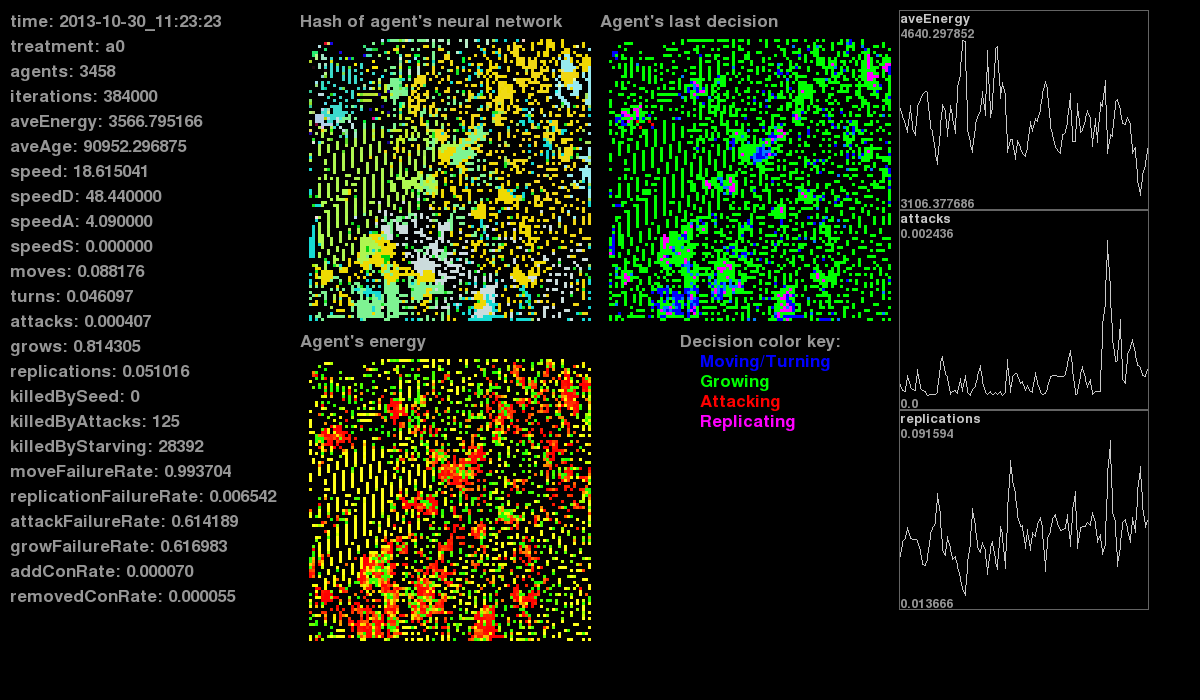 time: 2013-10-30_11:23:23
treatment: a0
agents: 3458
iterations: 384000
aveEnergy: 3566.795166
aveAge: 90952.296875
speed: 18.615041
speedD: 48.440000
speedA: 4.090000
speedS: 0.000000
moves: 0.088176
turns: 0.046097
attacks: 0.000407
grows: 0.814305
replications: 0.051016
killedBySeed: 0
killedByAttacks: 125
killedByStarving: 28392
moveFailureRate: 0.993704
replicationFailureRate: 0.006542
attackFailureRate: 0.614189
growFailureRate: 0.616983
addConRate: 0.000070
removedConRate: 0.000055
Hash of agent's neural network
Agent's last decision
Agent's energy
Decision color key:
Moving/Turning
Growing
Attacking
Replicating
aveEnergy
4640.297852
3106.377686
attacks
0.002436
0.0
replications
0.091594
0.013666